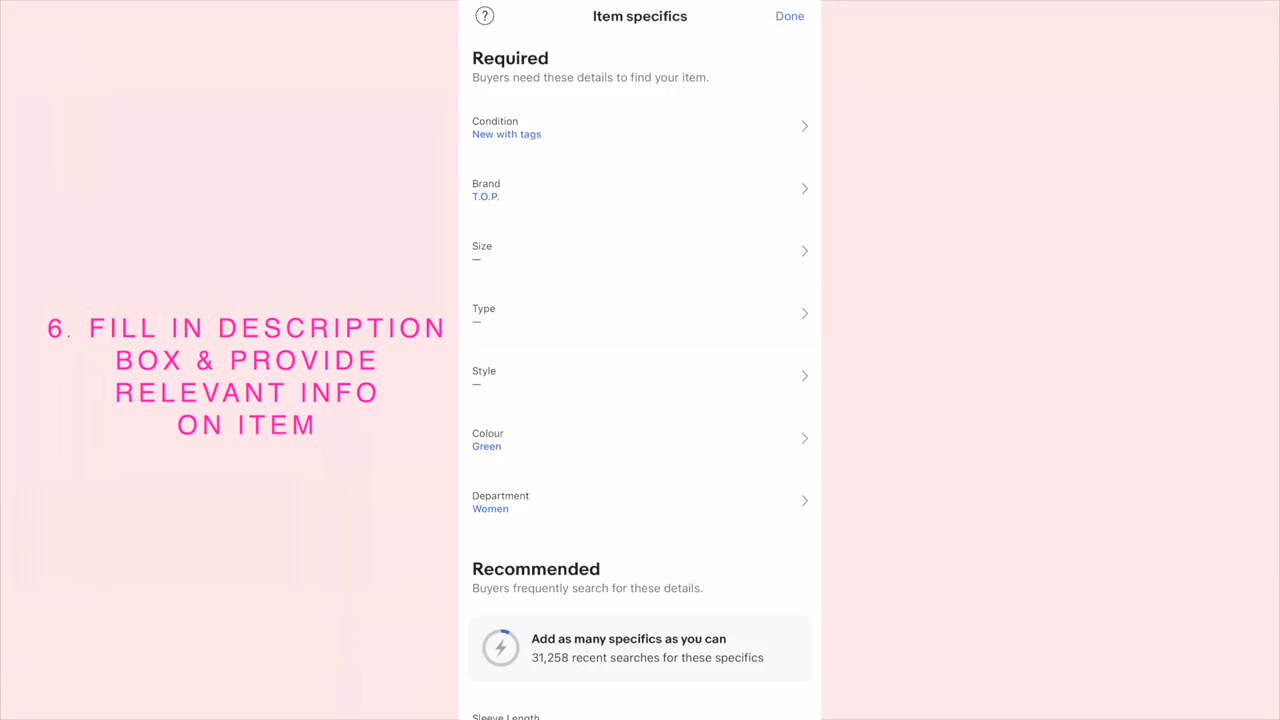 ?
Item specifics
Done
Required
Buyers need these details to find your item.
Condition
New with tags
Brand
T.O.P.
Size
—
Type
—
Style
—
Colour
Green
Department
Women
Recommended
Buyers frequently search for these details.
Add as many specifics as you can
31,258 recent searches for these specifics
Sleeve Length
6. FILL IN DESCRIPTION
BOX & PROVIDE
RELEVANT INFO
ON ITEM